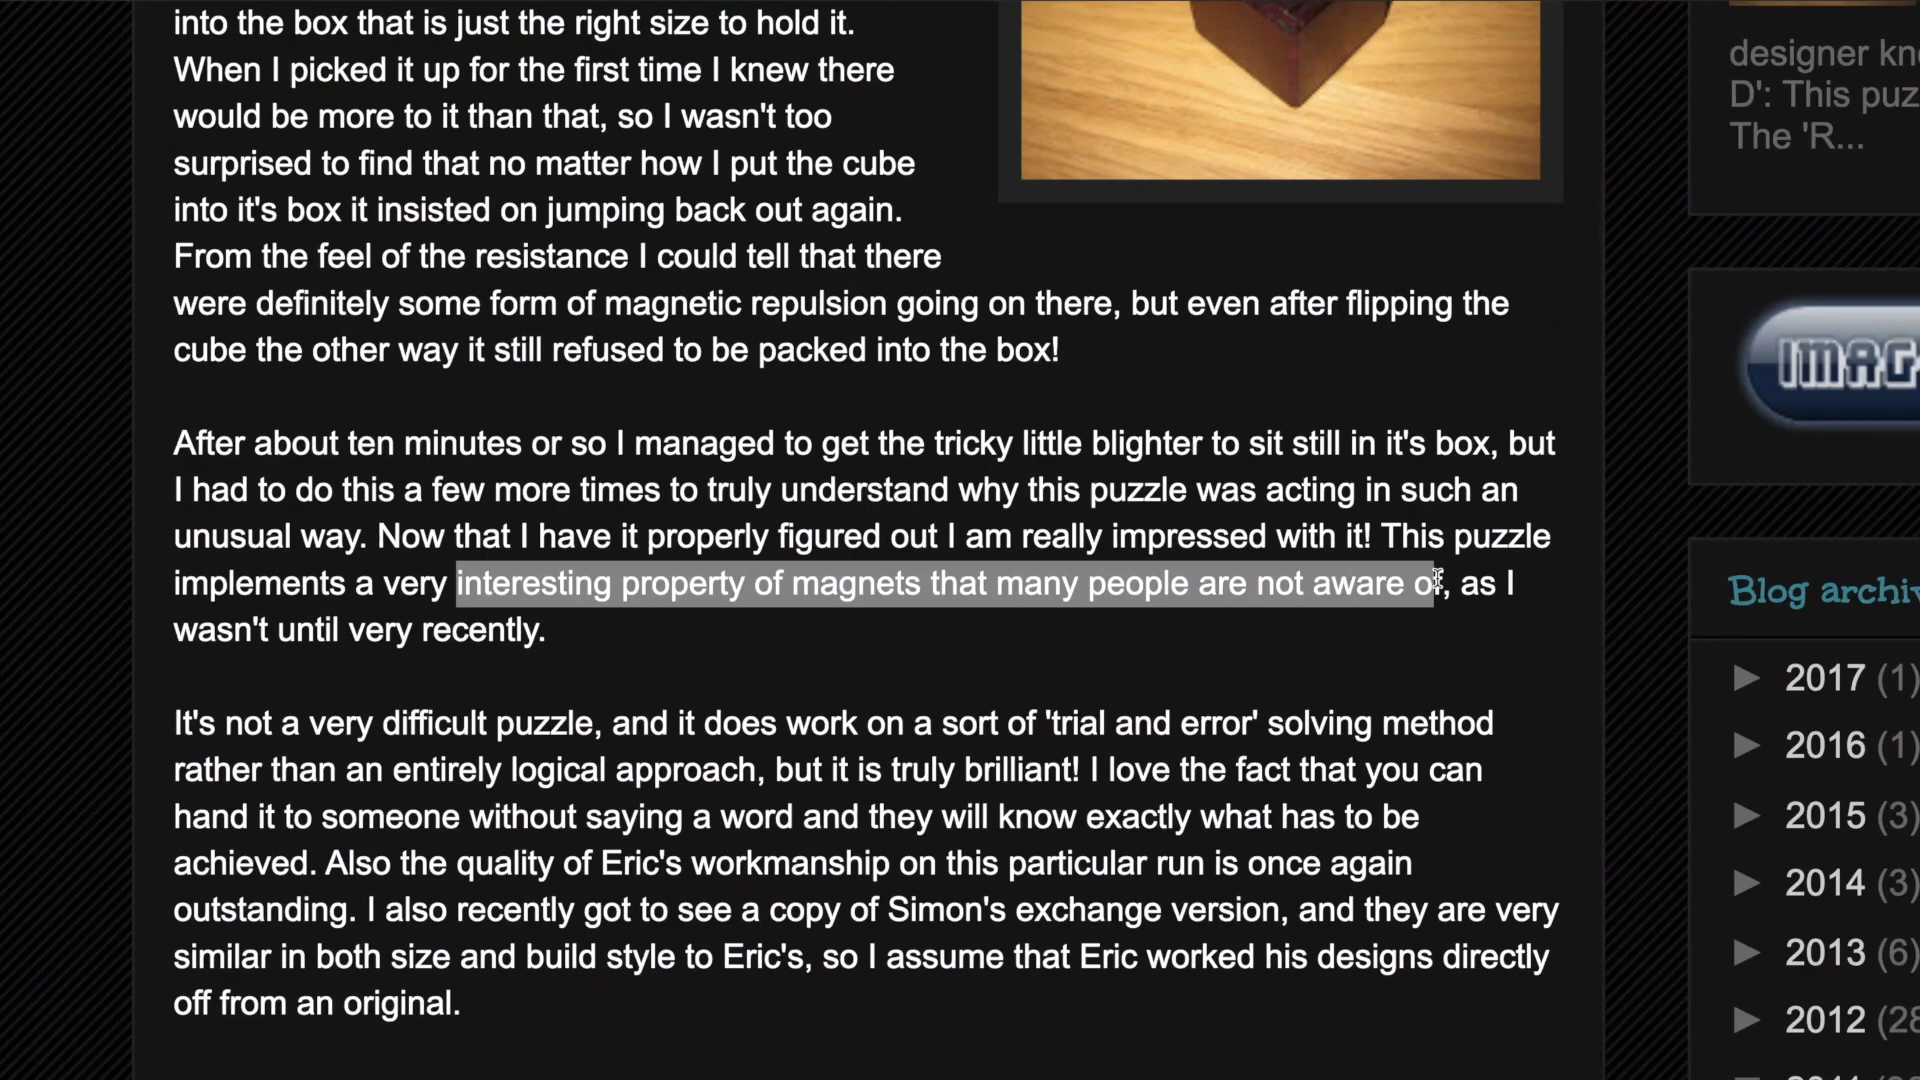 into the box that is just the right size to hold it.
When I picked it up for the first time I knew there
would be more to it than that, so I wasn't too
surprised to find that no matter how I put the cube
into it's box it insisted on jumping back out again.
From the feel of the resistance I could tell that there
were definitely some form of magnetic repulsion going on there, but even after flipping the
cube the other way it still refused to be packed into the box!
After about ten minutes or so I managed to get the tricky little blighter to sit still in it's box, but
I had to do this a few more times to truly understand why this puzzle was acting in such an
unusual way. Now that I have it properly figured out I am really impressed with it! This puzzle
implements a very interesting property of magnets that many people are not aware of, as I
wasn't until very recently.
It's not a very difficult puzzle, and it does work on a sort of 'trial and error' solving method
rather than an entirely logical approach, but it is truly brilliant! I love the fact that you can
hand it to someone without saying a word and they will know exactly what has to be
achieved. Also the quality of Eric's workmanship on this particular run is once again
outstanding. I also recently got to see a copy of Simon's exchange version, and they are very
similar in both size and build style to Eric's, so I assume that Eric worked his designs directly
off from an original.
designer
D': This
The 'R...
Blog
2017 (1)
2016 (1)
2015 (3)
2014 (3)
2013 (6)
2012